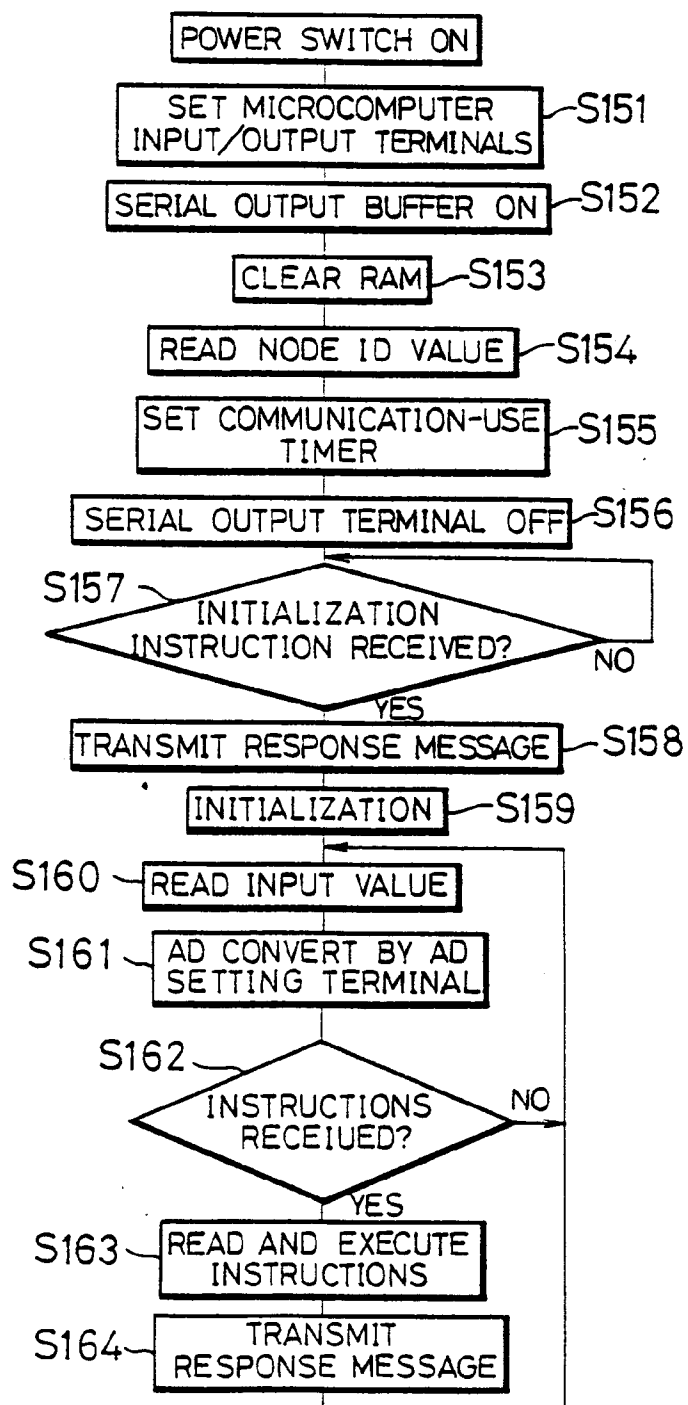 POWER SWITCH ON
SET MICROCOMPUTER
INPUT/OUTPUT TERMINALS
S151
SERIAL OUTPUT BUFFER ON
S152
CLEAR RAM
S153
READ NODE ID VALUE
S154
SET COMMUNICATION-USE
TIMER
S155
SERIAL OUTPUT TERMINAL OFF
S156
S157
INITIALIZATION
INSTRUCTION RECEIVED?
NO
YES
TRANSMIT RESPONSE MESSAGE
S158
INITIALIZATION
S159
S160
READ INPUT VALUE
S161
AD CONVERT BY AD
SETTING TERMINAL
S162
INSTRUCTIONS
RECEIUED?
NO
YES
S163
READ AND EXECUTE
INSTRUCTIONS
S164
TRANSMIT
RESPONSE MESSAGE